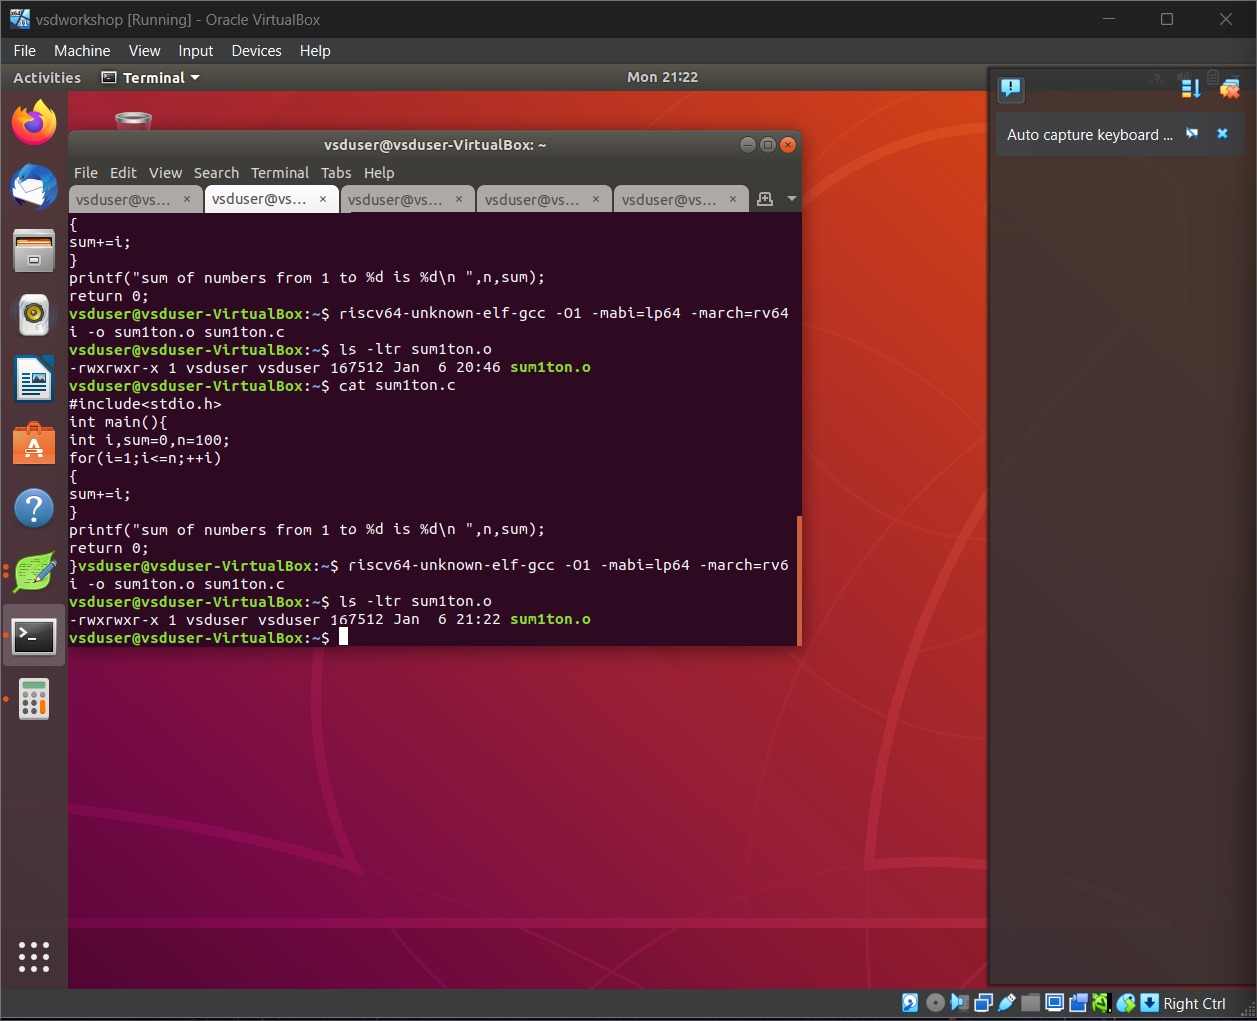 vsdworkshop [Running] - Oracle VirtualBox
File Machine View Input Devices Help
Activities Terminal Mon 21:22
Auto capture keyboard ...
vsduser@vsduser-VirtualBox: ~
File Edit View Search Terminal Tabs Help
vsduser@vs... vsduser@vs... vsduser@vs... vsduser@vs... vsduser@vs...
{
sum+=i;
}
printf("sum of numbers from 1 to %d is %d\n ",n,sum);
return 0;
vsduser@vsduser-VirtualBox:~$ riscv64-unknown-elf-gcc -O1 -mabi=lp64 -march=rv64
i -o sum1ton.o sum1ton.c
vsduser@vsduser-VirtualBox:~$ ls -ltr sum1ton.o
-rwxrwxr-x 1 vsduser vsduser 167512 Jan  6 20:46 sum1ton.o
vsduser@vsduser-VirtualBox:~$ cat sum1ton.c
#include<stdio.h>
int main(){
int i,sum=0,n=100;
for(i=1;i<=n;++i)
{
sum+=i;
}
printf("sum of numbers from 1 to %d is %d\n ",n,sum);
return 0;
}vsduser@vsduser-VirtualBox:~$ riscv64-unknown-elf-gcc -O1 -mabi=lp64 -march=rv6
i -o sum1ton.o sum1ton.c
vsduser@vsduser-VirtualBox:~$ ls -ltr sum1ton.o
-rwxrwxr-x 1 vsduser vsduser 167512 Jan  6 21:22 sum1ton.o
vsduser@vsduser-VirtualBox:~$
Right Ctrl